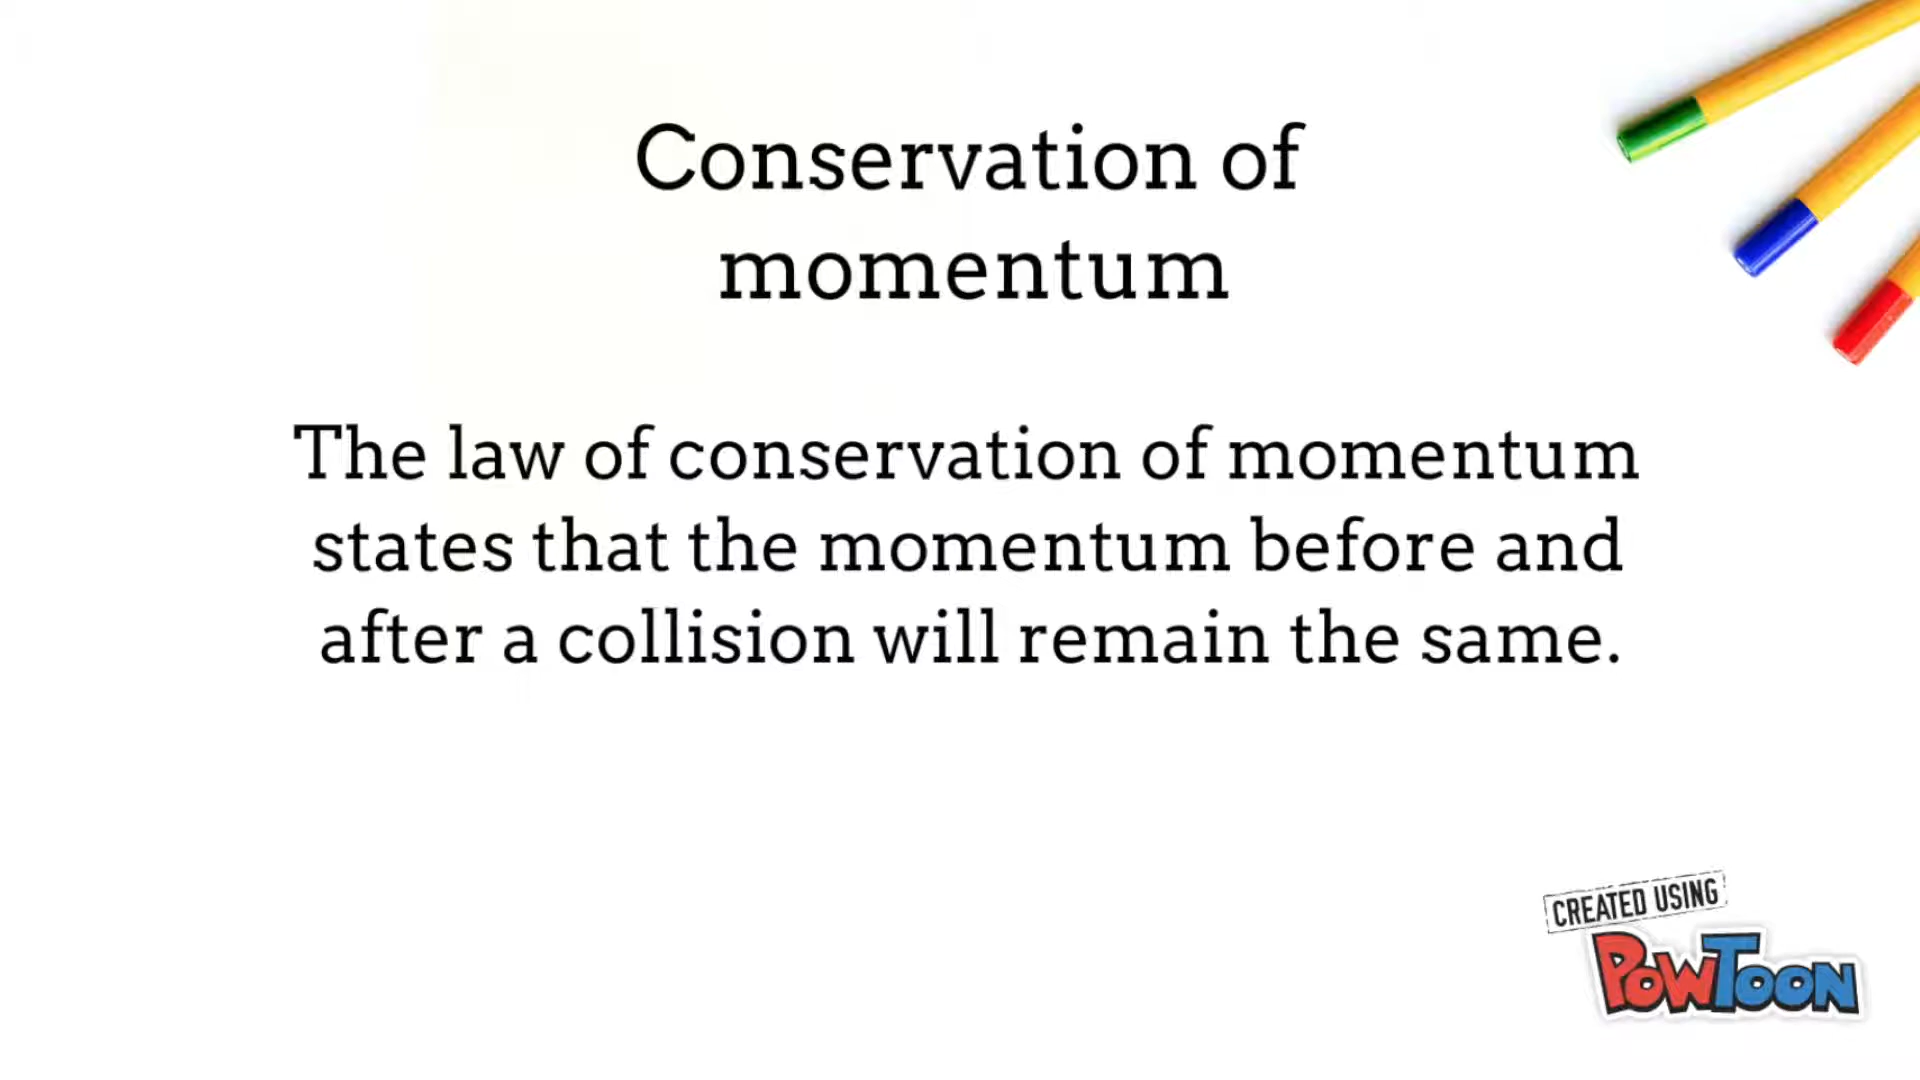 Conservation of
momentum
The law of conservation of momentum
states that the momentum before and
after a collision will remain the same.
CREATED USING
POWTOON